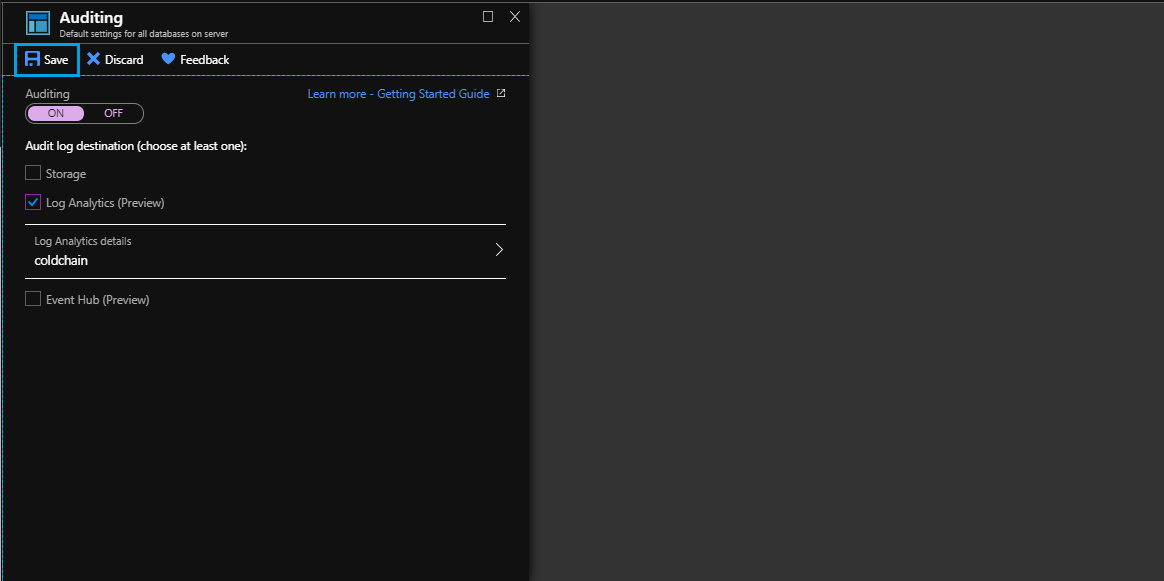 Auditing
Default settings for all databases on server
Save Discard Feedback
Auditing
Learn more - Getting Started Guide
ON OFF
Audit log destination (choose at least one):
Storage
Log Analytics (Preview)
Log Analytics details
coldchain
Event Hub (Preview)